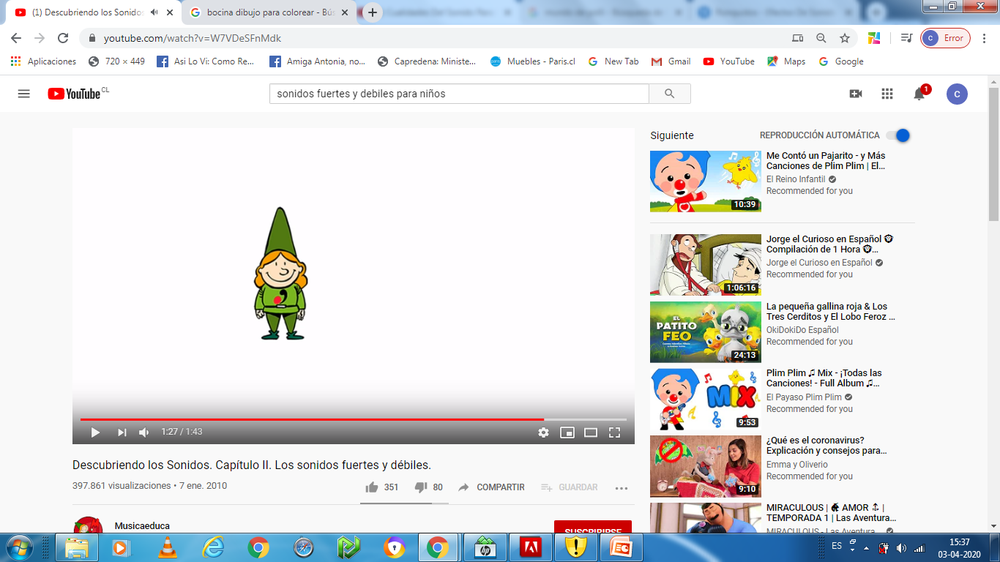 (1) Descubriendo los Sonidos
bocina dibujo para colorear - Bús
youtube.com/watch?v=W7VDeSFnMdk
C
Error
Aplicaciones
720 × 449
Asi Lo Vi: Como Re...
Amiga Antonia, no...
Capredena: Ministe...
Muebles - Paris.cl
New Tab
Gmail
YouTube
Maps
Google
YouTube CL
sonidos fuertes y debiles para niños
1
C
Siguiente
REPRODUCCIÓN AUTOMÁTICA
Me Contó un Pajarito - y Más
Canciones de Plim Plim | El...
El Reino Infantil
Recommended for you
10:39
Jorge el Curioso en Español
Compilación de 1 Hora
Jorge el Curioso en Español
Recommended for you
1:06:16
La pequeña gallina roja & Los
Tres Cerditos y El Lobo Feroz ...
OkiDokiDo Español
Recommended for you
EL
PATITO
FEO
24:13
Plim Plim ♫ Mix - ¡Todas las
Canciones! - Full Album ♫...
El Payaso Plim Plim
Recommended for you
MIX
9:53
¿Qué es el coronavirus?
Explicación y consejos para...
Emma y Oliverio
Recommended for you
9:10
MIRACULOUS | 🐞 AMOR 🔝 |
TEMPORADA 1 | Las Aventura...
MIRACULOUS - Las Aventura...
1:27 / 1:43
Descubriendo los Sonidos. Capítulo II. Los sonidos fuertes y débiles.
397.861 visualizaciones • 7 ene. 2010
351
80
COMPARTIR
GUARDAR
Musicaeduca
SUSCRIBIRSE
ES
15:37
03-04-2020